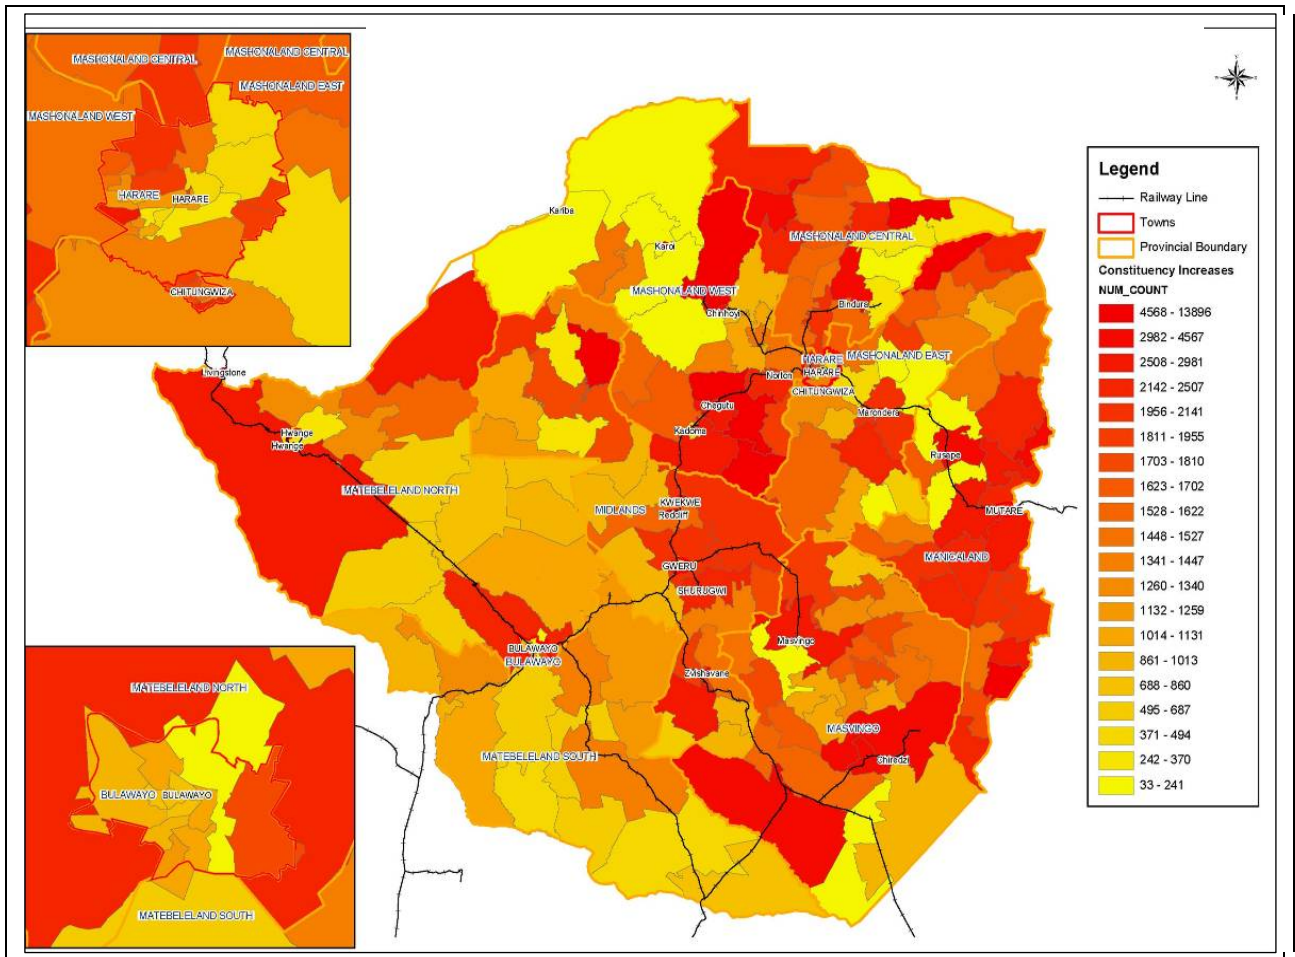 MASHONALAND CENTRAL
MASHONALAND CENTRAL
MASHONALAND EAST
MASHONALAND WEST
HARARE
HARARE
CHITUNGWIZA
Kariba
Karoi
MASHONALAND CENTRAL
MASHONALAND WEST
Chinhoyi
Bindura
HARARE
MASHONALAND EAST
HARARE
Norton
CHITUNGWIZA
Livingstone
Chegutu
Marondera
Kadoma
Hwange
Hwange
Rusape
MATEBELELAND NORTH
KWEKWE
MIDLANDS
Redcliff
MUTARE
MANICALAND
GWERU
SHURUGWI
Masvingo
BULAWAYO
BULAWAYO
Zvishavane
MASVINGO
MATEBELELAND SOUTH
Chiredzi
MATEBELELAND NORTH
BULAWAYO
BULAWAYO
MATEBELELAND SOUTH
Legend
Railway Line
Towns
Provincial Boundary
Constituency Increases
NUM_COUNT
4568 - 13896
2982 - 4567
2508 - 2981
2142 - 2507
1956 - 2141
1811 - 1955
1703 - 1810
1623 - 1702
1528 - 1622
1448 - 1527
1341 - 1447
1260 - 1340
1132 - 1259
1014 - 1131
861 - 1013
688 - 860
495 - 687
371 - 494
242 - 370
33 - 241